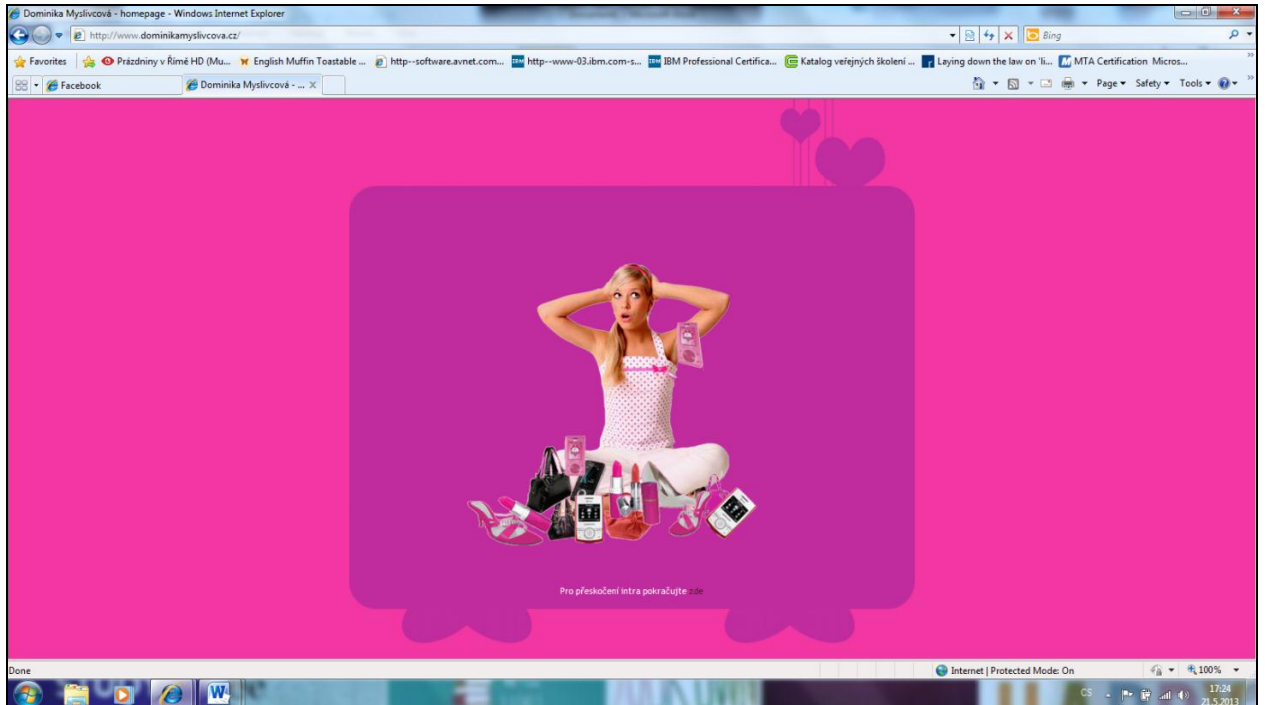 Dominika Myslivcová - homepage - Windows Internet Explorer
http://www.dominikamyslivcova.cz/
Bing
Favorites Prázdniny v Římě HD (Mu... English Muffin Toastable ... http--software.avnet.com... IBM http--www-03.ibm.com-s... IBM IBM Professional Certifica... Katalog veřejných školení ... Laying down the law on 'li... MTA Certification Micros...
Facebook Dominika Myslivcová - ... X Page Safety Tools
Pro přeskočení intra pokračujte zde
Done Internet | Protected Mode: On 100%
W CS 17:24
21.5.2013